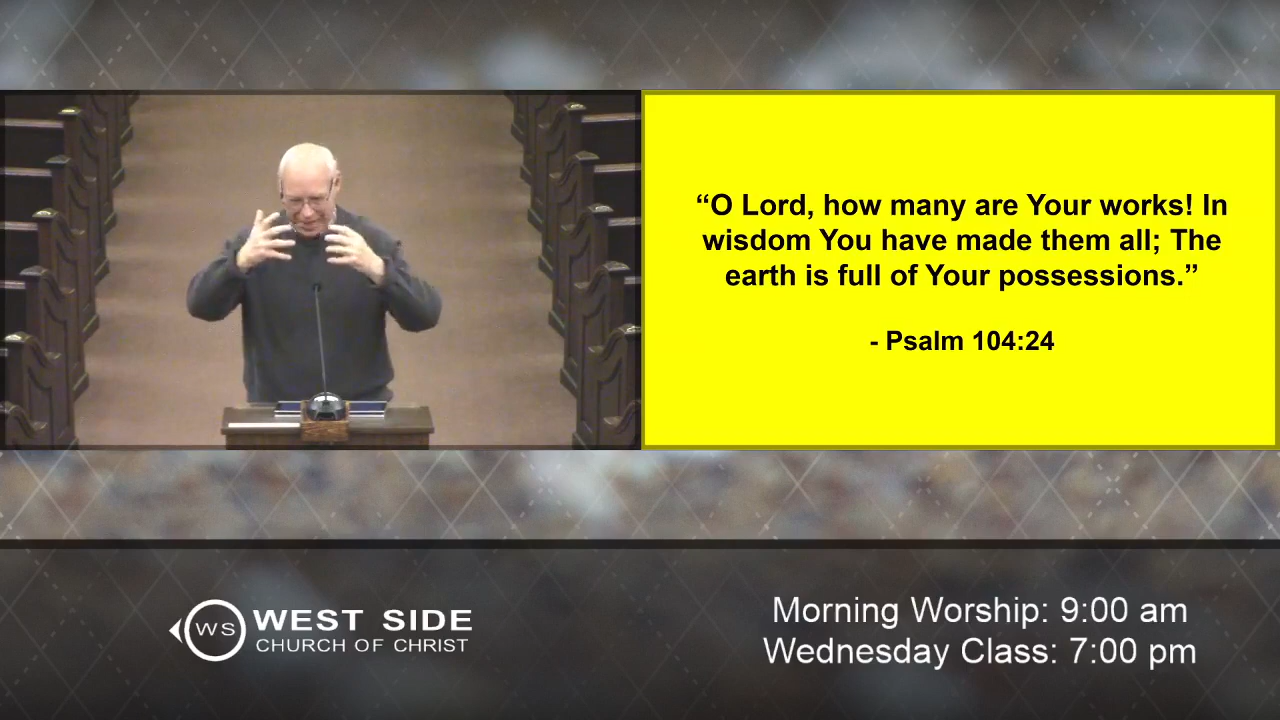 “O Lord, how many are Your works! In
wisdom You have made them all; The
earth is full of Your possessions.”
- Psalm 104:24
WS
WEST SIDE
CHURCH OF CHRIST
Morning Worship: 9:00 am
Wednesday Class: 7:00 pm